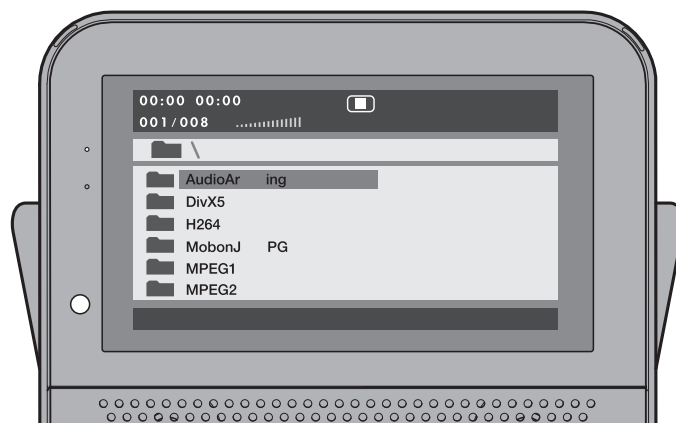 00:00 00:00
001/008
\
AudioAr ing
DivX5
H264
MobonJ PG
MPEG1
MPEG2